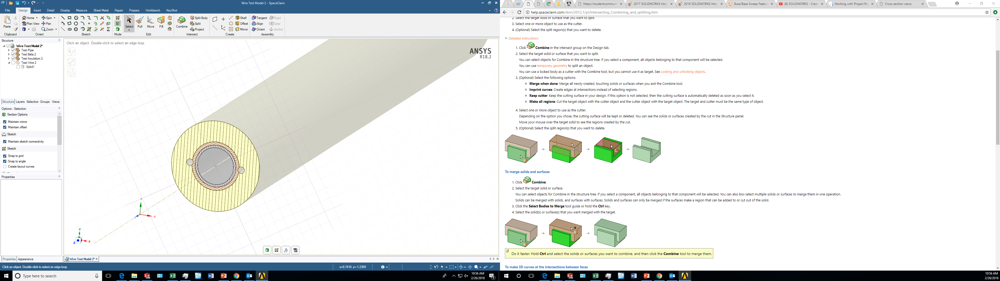 Wire Test Model 2 - SpaceClaim
File Design Insert Detail Display Measure Sheet Metal Repair Prepare Workbench KeyShot
Home Spin Split Body Shell Tangent Rigid
Plan View Pan Split Offset Align Gear
Paste Zoom Select Pull Move Fill Combine Project Mirror Orient Anchor
Clipboard Orient Sketch Mode Edit Intersect Create Assembly
Structure
Wire Test Model 2*
Test Pipe
Test Beta 2
Test Insulation 2
Test Wire 2
Solid1
Structure Layers Selection Groups Views
Options - Selection
Section Options
Maintain mirror
Maintain offset
Sketch
Maintain sketch connectivity
Sketch
Snap to grid
Snap to angle
Create layout curves
Properties
Properties Appearance
Click an object. Double-click to select an edge loop.
ANSYS
R18.2
Y
X
Z
Y
X
Z
Wire Test Model 2*
Click an object. Double-click to select an edge loop.
x=0.7410 y=-1.2359
Type here to search
10:56 AM
2/26/2018
https://studentcommuni
2017 SOLIDWORKS Help
2016 SOLIDWORKS Help
Boss/Base Sweep Feature
(8) SOLIDWORKS - Creat
Working with Project Re
Cross section views
help.spaceclaim.com/dsm/2012.1/pl/Intersecting_Combining_and_splitting.htm
2. Select the target solid or surface that you want to split.
3. Select one or more object to use as the cutter.
4. (Optional) Select the split region(s) that you want to delete.
Detailed instructions
1. Click Combine in the Intersect group on the Design tab.
2. Select the target solid or surface that you want to split.
You can select objects for Combine in the structure tree. If you select a component, all objects belonging to that component will be selected.
You can use temporary geometry to split an object.
You can use a locked body as a cutter with the Combine tool, but you cannot use it as target. See Locking and unlocking objects.
3. (Optional) Select the following options:
Merge when done: Merge all newly-created, touching solids or surfaces when you exit the Combine tool.
Imprint curves: Create edges at intersections instead of selecting regions.
Keep cutter: Keep the cutting surface in your design. If this option is not selected, then the cutting surface is automatically deleted as soon as you select it.
Make all regions: Cut the target object with the cutter object and the cutter object with the target object. The target and cutter must be the same type of object.
4. Select one or more object to use as the cutter.
Depending on the option you chose, the cutting surface will be kept or deleted. You can see the solids or surfaces created by the cut in the Structure panel.
Move your mouse over the target solid to see the regions created by the cut.
5. (Optional) Select the split region(s) that you want to delete.
To merge solids and surfaces
1. Click Combine.
2. Select the target solid or surface.
You can select objects for Combine in the structure tree. If you select a component, all objects belonging to that component will be selected. You can also box select multiple solids or surfaces to merge them in one operation.
Solids can be merged with solids, and surfaces with surfaces. Solids and surfaces can only be merged if the surfaces make a region that can be added to or cut out of the solid.
3. Click the Select Bodies to Merge tool guide or hold the Ctrl key.
4. Select the solid(s) or surface(s) that you want merged with the target.
Do it faster: Hold Ctrl and select the solids or surfaces you want to combine, and then click the Combine tool to merge them.
To make 3D curves at the intersections between faces
10:56 AM
2/26/2018